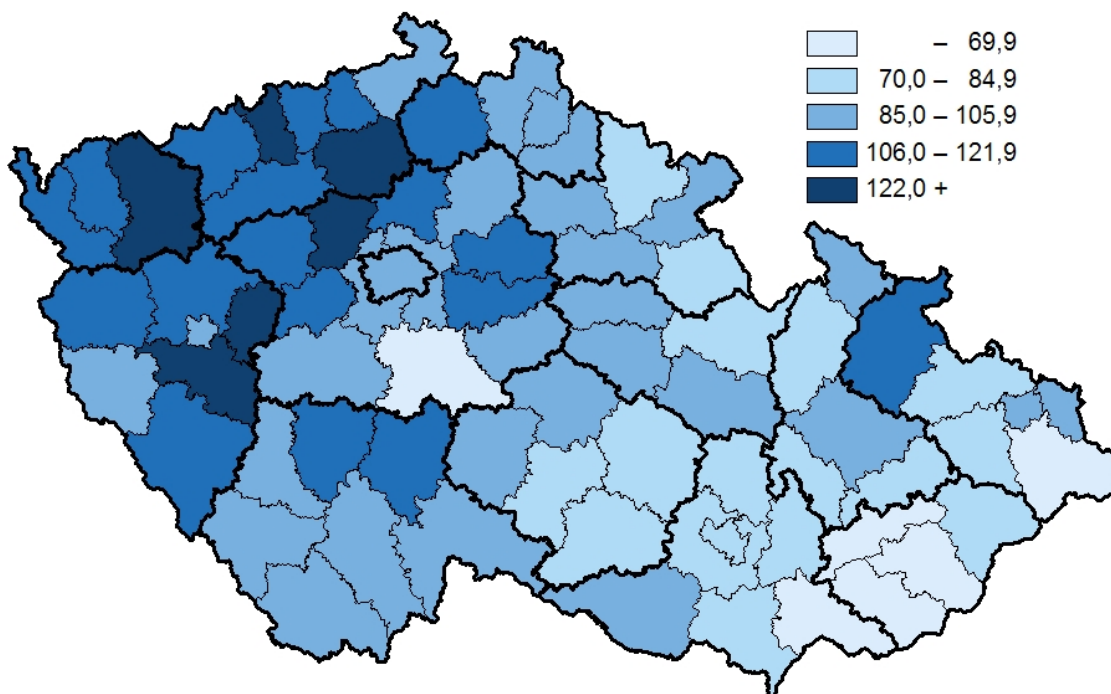 – 69,9
70,0 – 84,9
85,0 – 105,9
106,0 – 121,9
122,0 +